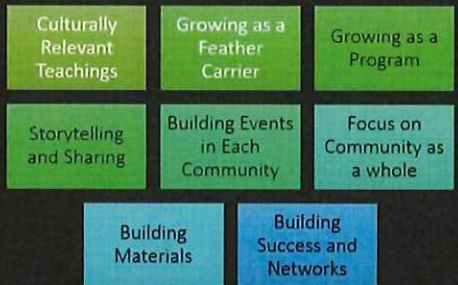 Culturally
Relevant
Teachings
Growing as a
Feather
Carrier
Growing as a
Program
Storytelling
and Sharing
Building Events
in Each
Community
Focus on
Community as
a whole
Building
Materials
Building
Success and
Networks